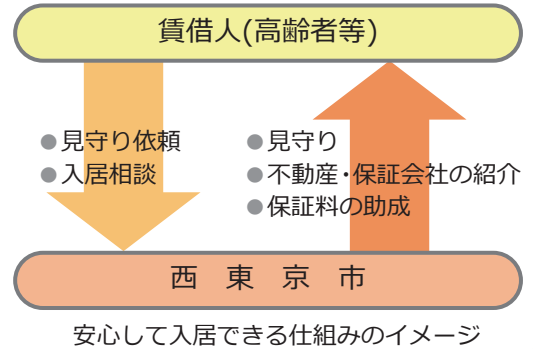 賃借人(高齢者等)
●見守り依頼
●入居相談
●見守り
●不動産・保証会社の紹介
●保証料の助成
西東京市
安心して入居できる仕組みのイメージ